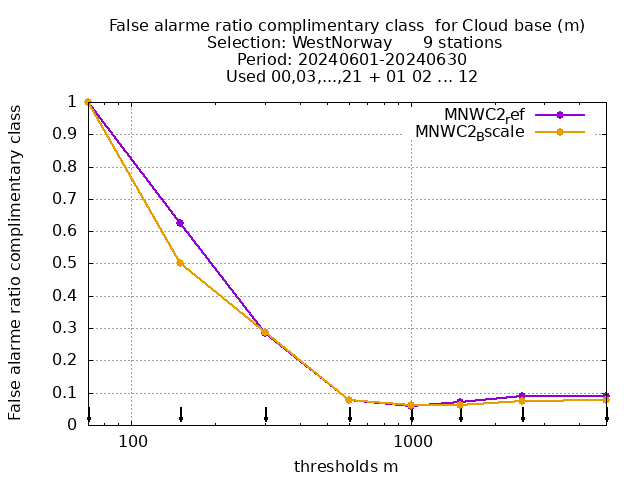 False alarme ratio complimentary class  for Cloud base (m)
Selection: WestNorway      9 stations
Period: 20240601-20240630
Used 00,03,...,21 + 01 02 ... 12
False alarme ratio complimentary class
1
0.9
0.8
0.7
0.6
0.5
0.4
0.3
0.2
0.1
0
MNWC2ref
MNWC2Bscale
100
1000
thresholds m